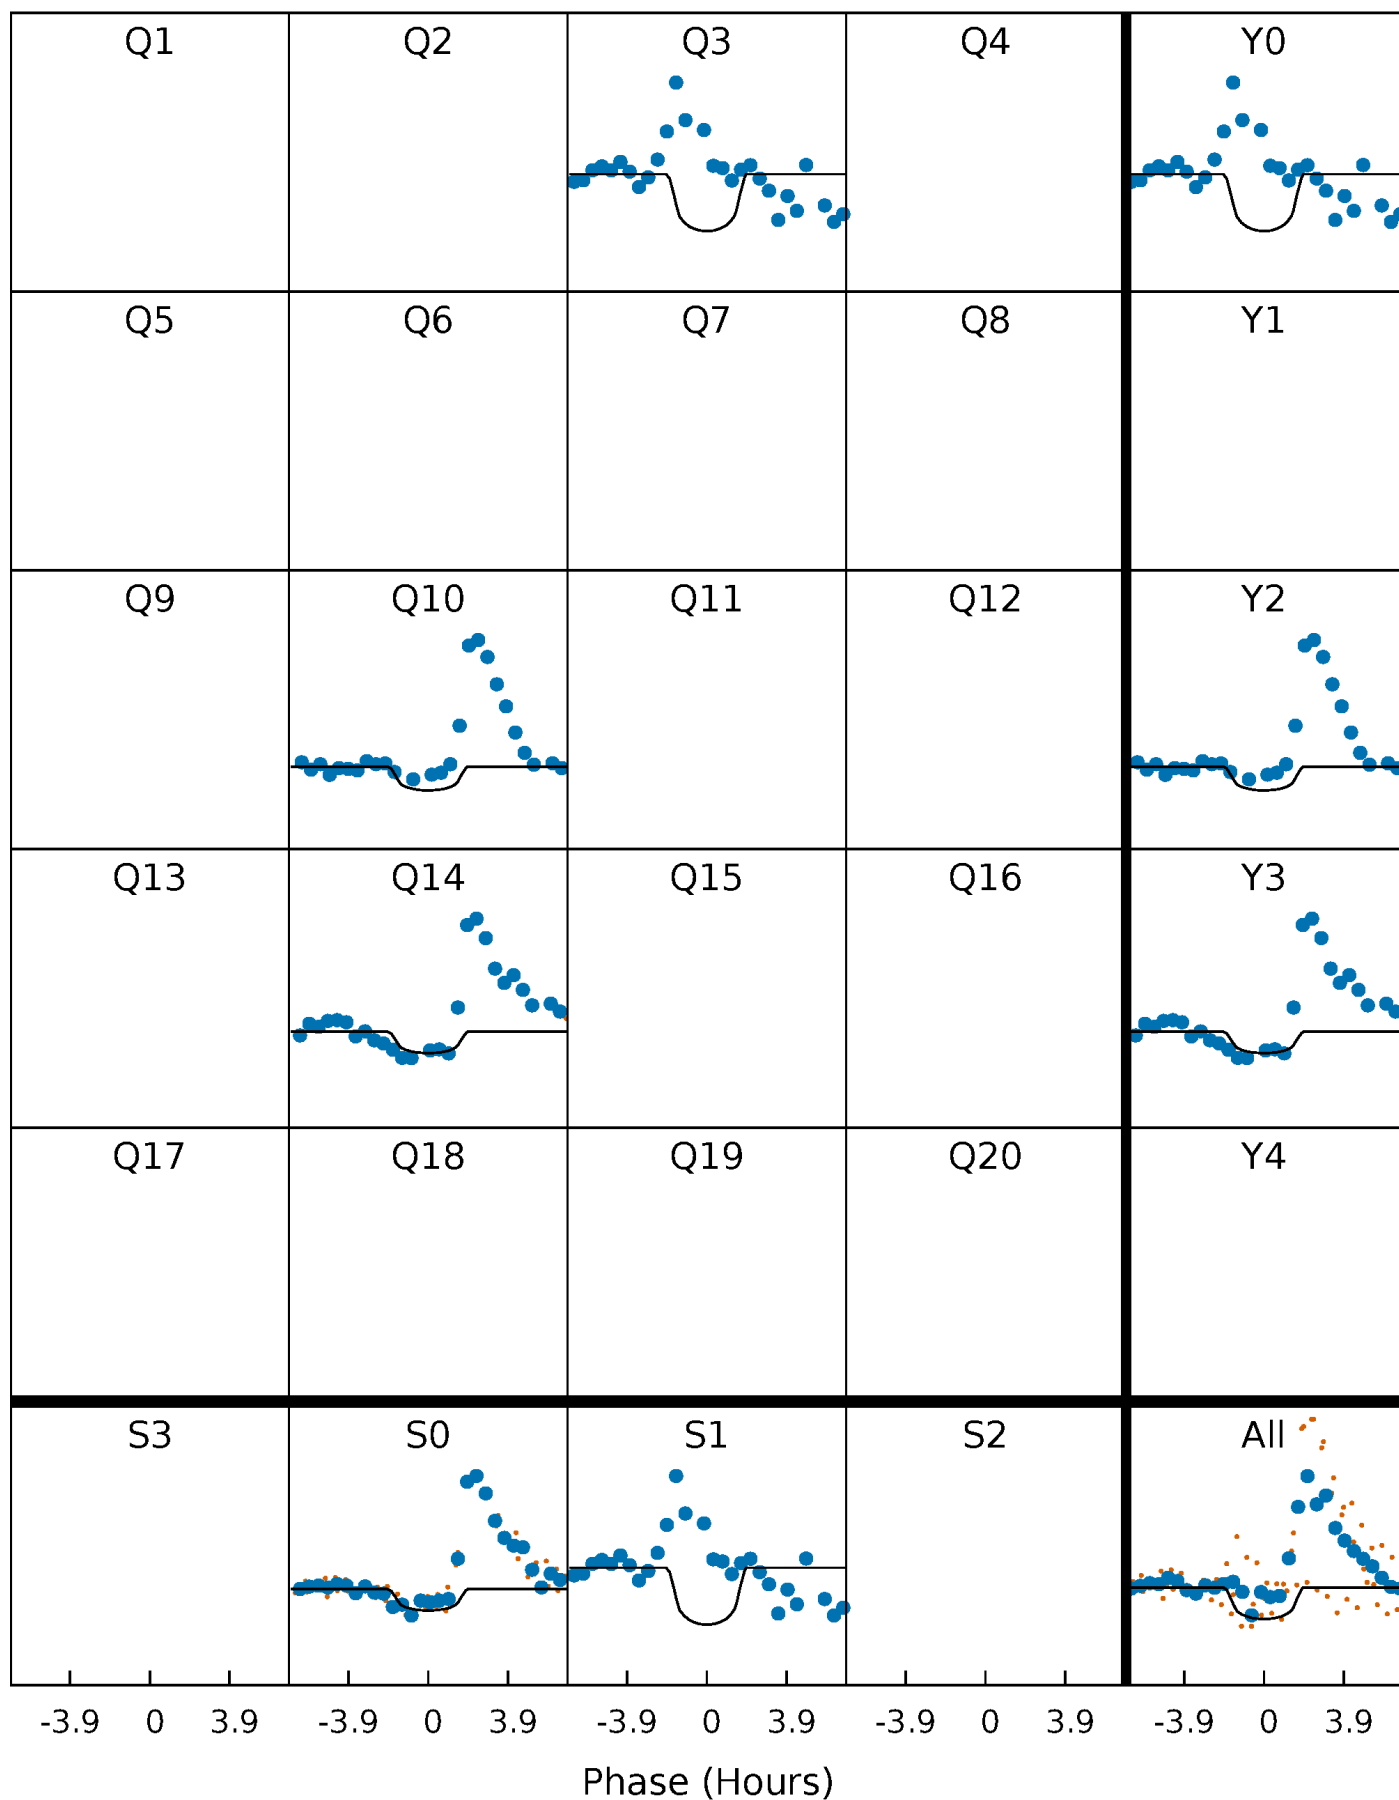 Q1 Q2 Q3 Q4 Y0
Q5 Q6 Q7 Q8 Y1
Q9 Q10 Q11 Q12 Y2
Q13 Q14 Q15 Q16 Y3
Q17 Q18 Q19 Q20 Y4
S3 S0 S1 S2 All
-3.9 0 3.9 -3.9 0 3.9 -3.9 0 3.9 -3.9 0 3.9 -3.9 0 3.9
Phase (Hours)